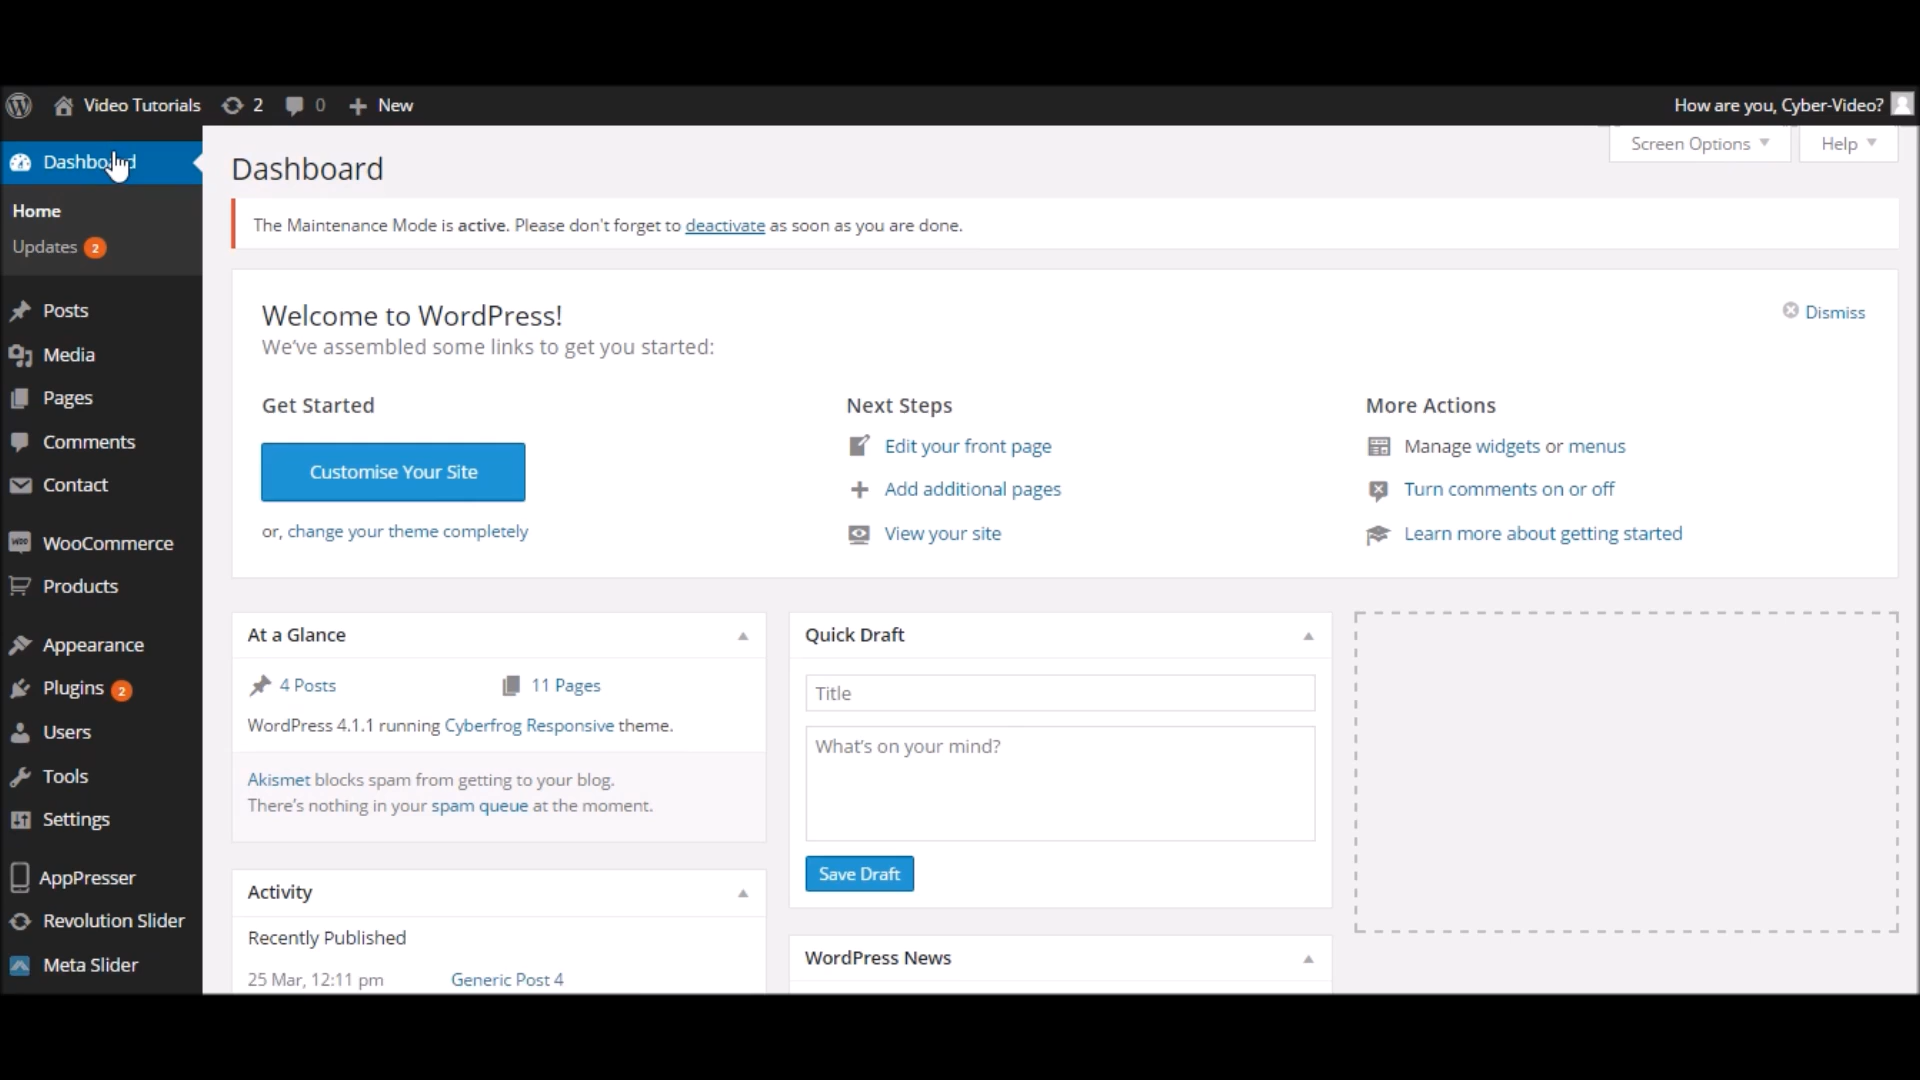 Video Tutorials 2 0 New How are you, Cyber-Video?
Screen Options Help
Dashboard
Home
Updates 2
Posts
Media
Pages
Comments
Contact
WooCommerce
Products
Appearance
Plugins 2
Users
Tools
Settings
AppPresser
Revolution Slider
Meta Slider
Dashboard
The Maintenance Mode is active. Please don't forget to deactivate as soon as you are done.
Welcome to WordPress!
Dismiss
We've assembled some links to get you started:
Get Started
Customise Your Site
or, change your theme completely
Next Steps
Edit your front page
Add additional pages
View your site
More Actions
Manage widgets or menus
Turn comments on or off
Learn more about getting started
At a Glance
4 Posts 11 Pages
WordPress 4.1.1 running Cyberfrog Responsive theme.
Akismet blocks spam from getting to your blog.
There's nothing in your spam queue at the moment.
Activity
Recently Published
25 Mar, 12:11 pm Generic Post 4
Quick Draft
Title
What's on your mind?
Save Draft
WordPress News